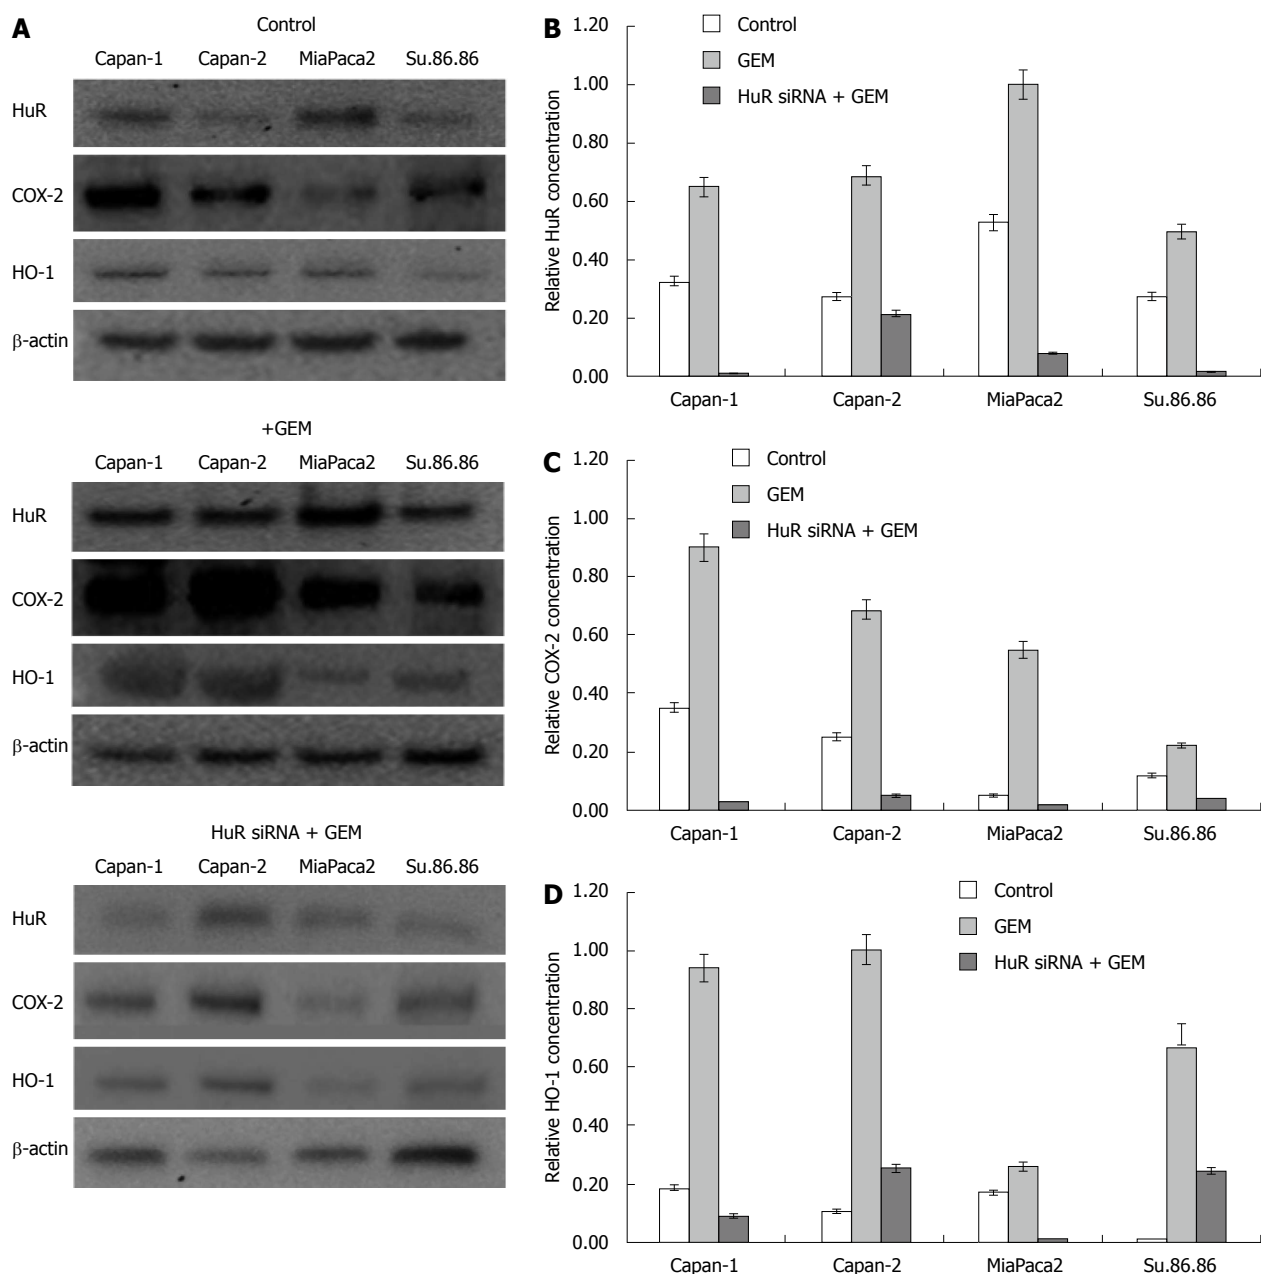 A
Control
Capan-1 Capan-2 MiaPaca2 Su.86.86
HuR
COX-2
HO-1
β-actin
+GEM
Capan-1 Capan-2 MiaPaca2 Su.86.86
HuR
COX-2
HO-1
β-actin
HuR siRNA + GEM
Capan-1 Capan-2 MiaPaca2 Su.86.86
HuR
COX-2
HO-1
β-actin
B
Relative HuR concentration
1.20
1.00
0.80
0.60
0.40
0.20
0.00
Control
GEM
HuR siRNA + GEM
Capan-1 Capan-2 MiaPaca2 Su.86.86
C
Relative COX-2 concentration
1.20
1.00
0.80
0.60
0.40
0.20
0.00
Control
GEM
HuR siRNA + GEM
Capan-1 Capan-2 MiaPaca2 Su.86.86
D
Relative HO-1 concentration
1.20
1.00
0.80
0.60
0.40
0.20
0.00
Control
GEM
HuR siRNA + GEM
Capan-1 Capan-2 MiaPaca2 Su.86.86